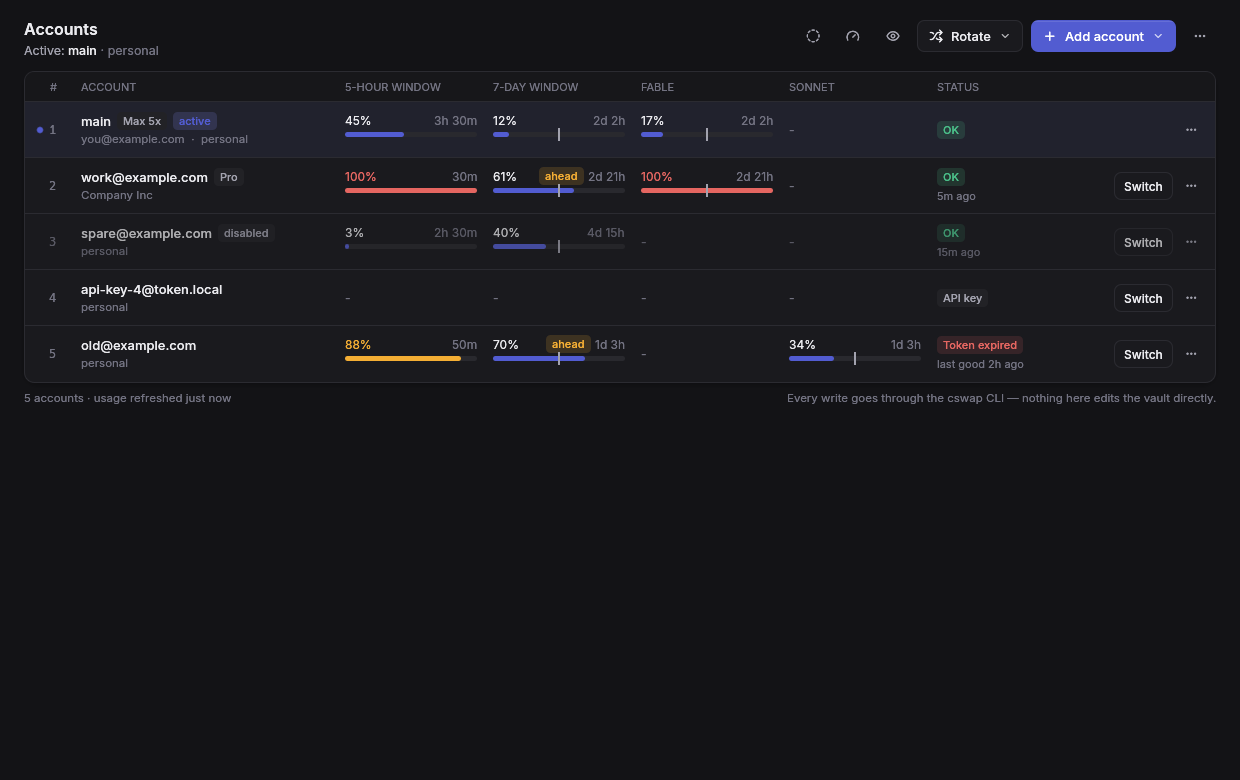 Accounts
Active: main · personal
Rotate
Add account
# ACCOUNT 5-HOUR WINDOW 7-DAY WINDOW FABLE SONNET STATUS
1 main Max 5x active 45% 3h 30m 12% 2d 2h 17% 2d 2h - OK
you@example.com · personal
2 work@example.com Pro 100% 30m 61% ahead 2d 21h 100% 2d 21h - OK Switch
Company Inc 5m ago
3 spare@example.com disabled 3% 2h 30m 40% 4d 15h - - OK Switch
personal 15m ago
4 api-key-4@token.local - - - - API key Switch
personal
5 old@example.com 88% 50m 70% ahead 1d 3h - 34% 1d 3h Token expired Switch
personal last good 2h ago
5 accounts · usage refreshed just now
Every write goes through the cswap CLI — nothing here edits the vault directly.